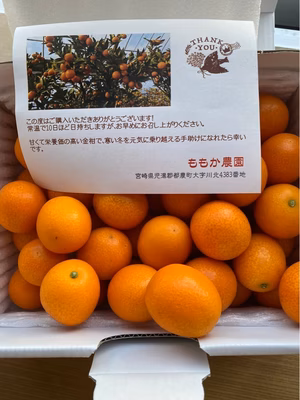 THANK
YOU
この度はご購入いただきありがとうございます!
常温で10日ほど日持ちしますが、お早めにお召し上がりください。
甘くて栄養価の高い金柑で、寒い冬を元気に乗り越える手助けになれたら幸い
です。
ももか農園
宮崎県児湯郡都農町大字川北4383番地